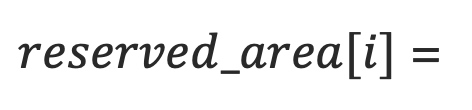 reserved_area[i] =